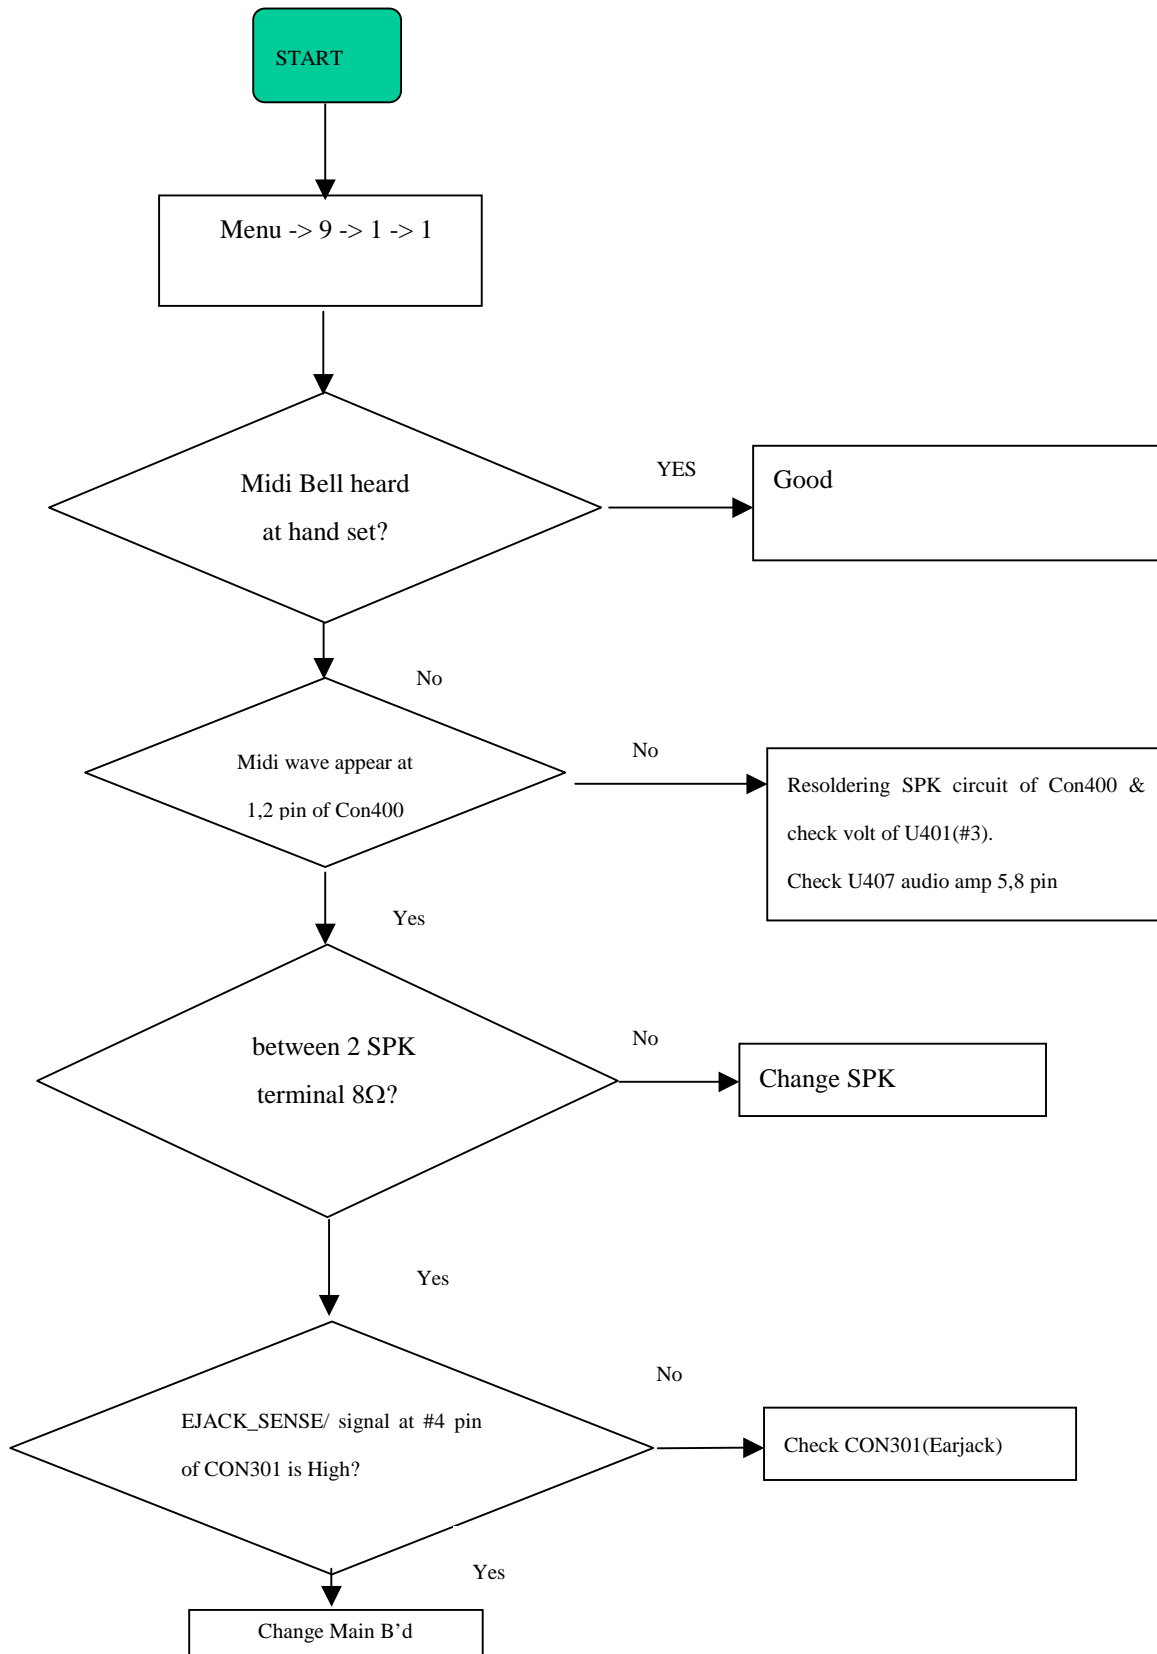 START
Menu -> 9 -> 1 -> 1
Midi Bell heard
at hand set?
YES
Good
No
Midi wave appear at
1,2 pin of Con400
No
Resoldering SPK circuit of Con400 &
check volt of U401(#3).
Check U407 audio amp 5,8 pin
Yes
between 2 SPK
terminal 8Ω?
No
Change SPK
Yes
EJACK_SENSE/ signal at #4 pin
of CON301 is High?
No
Check CON301(Earjack)
Yes
Change Main B’d